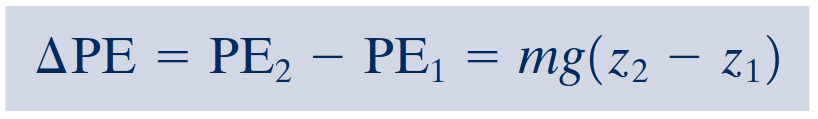 ΔPE = PE₂ − PE₁ = mg(z₂ − z₁)